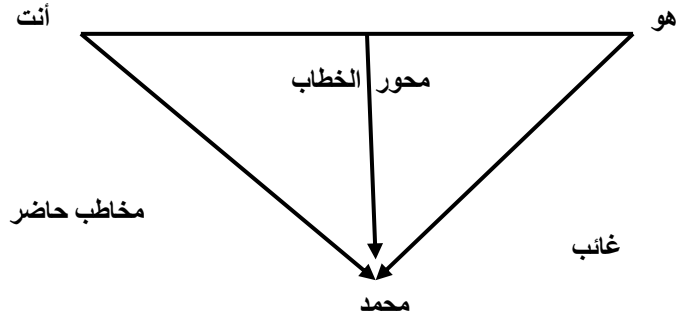 هو
أنت
محور الخطاب
مخاطب حاضر
غائب
محمد